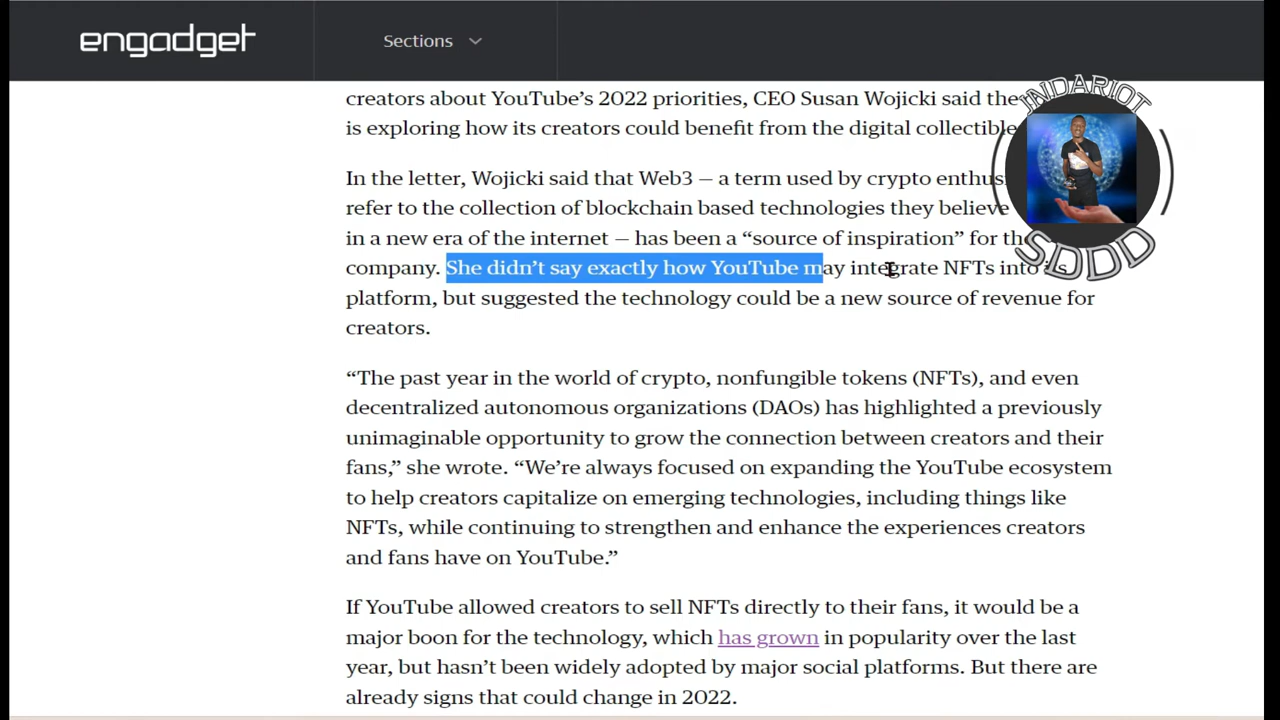 engadget
Sections
creators about YouTube’s 2022 priorities, CEO Susan Wojicki said the
is exploring how its creators could benefit from the digital collectible
In the letter, Wojicki said that Web3 — a term used by crypto
refer to the collection of blockchain based technologies they believe
in a new era of the internet — has been a “source of inspiration” for
company. She didn’t say exactly how YouTube may integrate NFTs into its
platform, but suggested the technology could be a new source of revenue for
creators.
“The past year in the world of crypto, nonfungible tokens (NFTs), and even
decentralized autonomous organizations (DAOs) has highlighted a previously
unimaginable opportunity to grow the connection between creators and their
fans,” she wrote. “We’re always focused on expanding the YouTube ecosystem
to help creators capitalize on emerging technologies, including things like
NFTs, while continuing to strengthen and enhance the experiences creators
and fans have on YouTube.”
If YouTube allowed creators to sell NFTs directly to their fans, it would be a
major boon for the technology, which has grown in popularity over the last
year, but hasn’t been widely adopted by major social platforms. But there are
already signs that could change in 2022.
JNDARIOT
SDDD